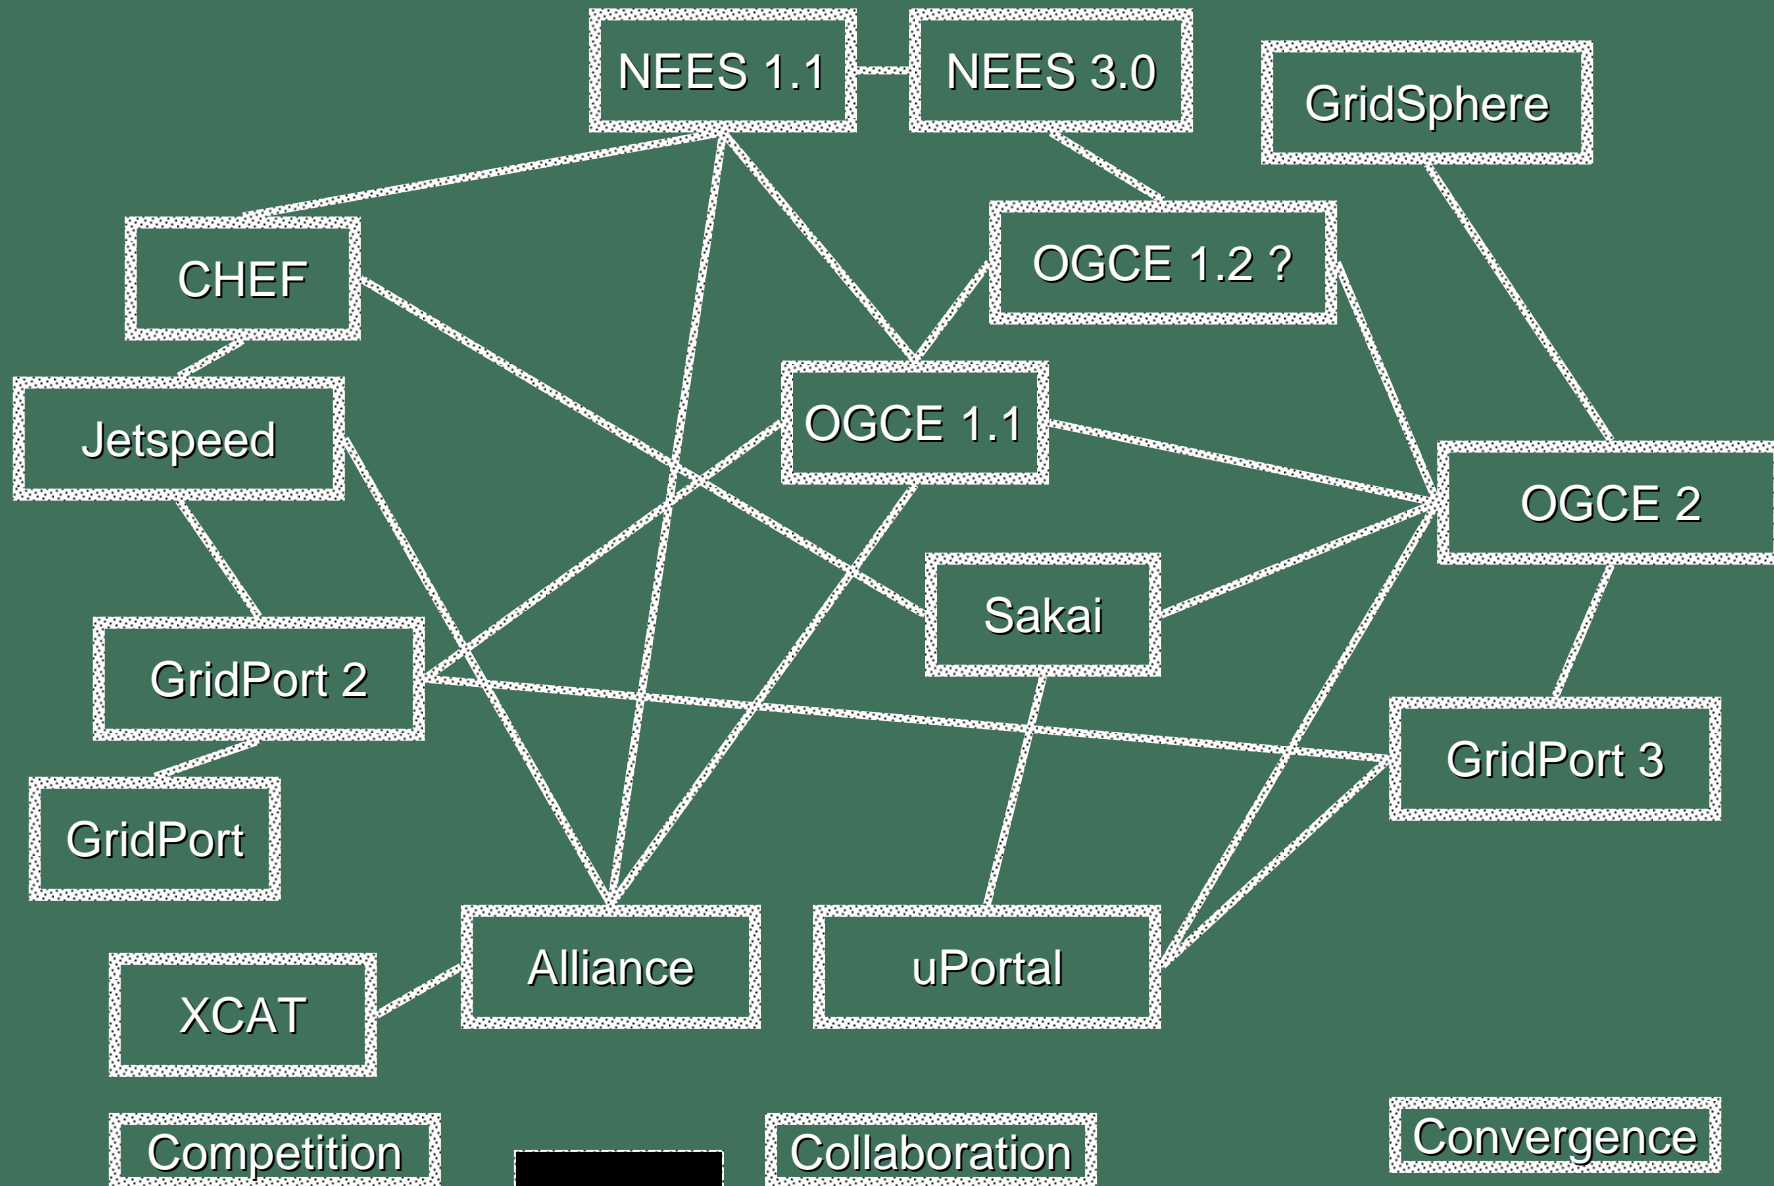 NEES 1.1
NEES 3.0
GridSphere
CHEF
OGCE 1.2 ?
Jetspeed
OGCE 1.1
OGCE 2
Sakai
GridPort 2
GridPort 3
GridPort
Alliance
uPortal
XCAT
Competition
Collaboration
Convergence